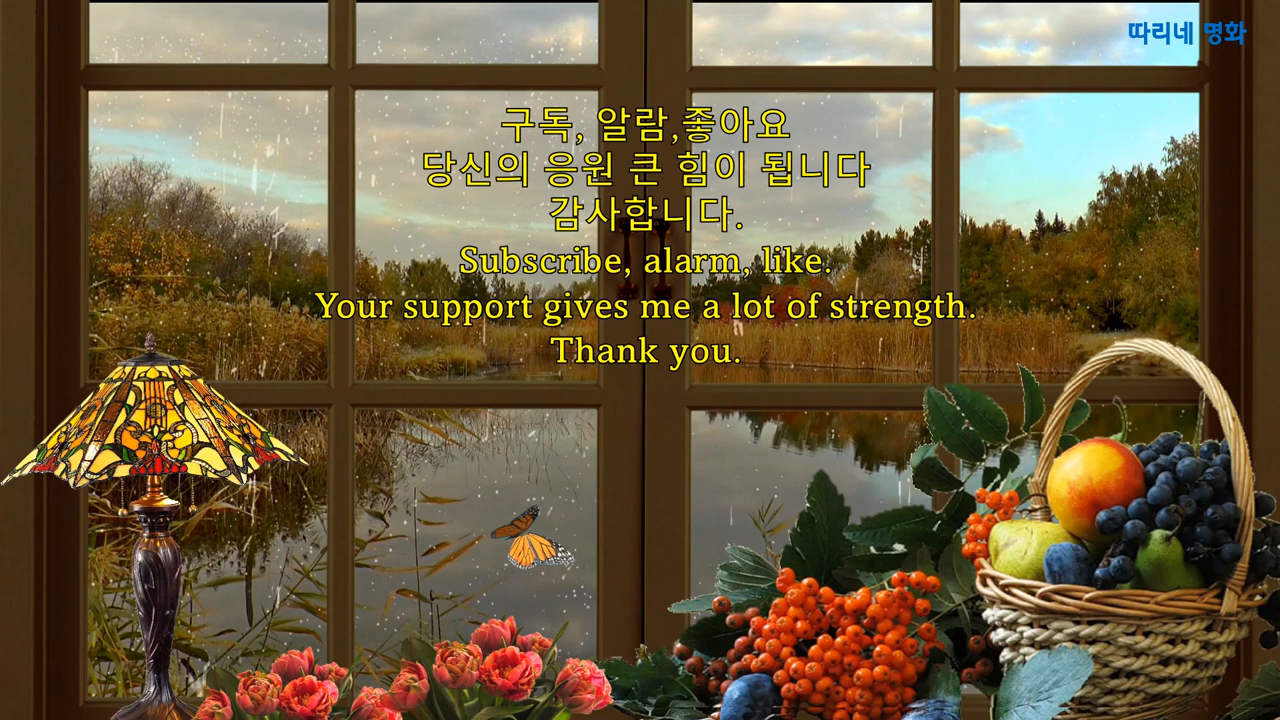 따리네 명화
구독, 알람,좋아요
당신의 응원 큰 힘이 됩니다
감사합니다.
Subscribe, alarm, like.
Your support gives me a lot of strength.
Thank you.